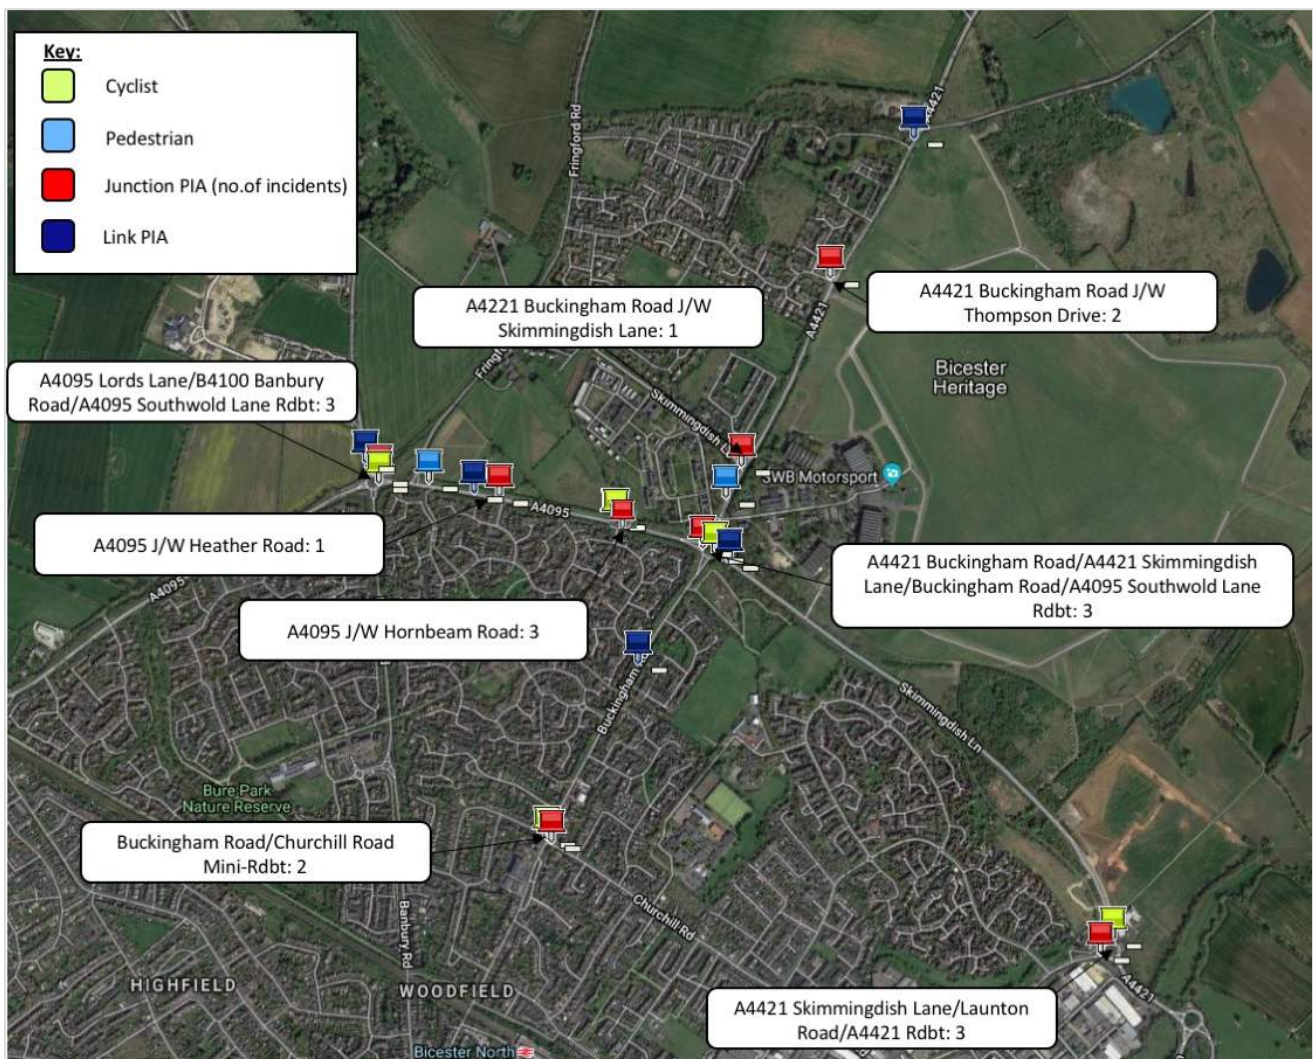 Key:
Cyclist
Pedestrian
Junction PIA (no.of incidents)
Link PIA
A4421
Fringford Rd
A4421 Buckingham Road J/W
Thompson Drive: 2
A4221 Buckingham Road J/W
Skimmingdish Lane: 1
A4421
Bicester
Heritage
A4095 Lords Lane/B4100 Banbury
Road/A4095 Southwold Lane Rdbt: 3
Skimmingdish
SWB Motorsport
A4095
A4095 J/W Heather Road: 1
A4421 Buckingham Road/A4421 Skimmingdish
Lane/Buckingham Road/A4095 Southwold Lane
Rdbt: 3
A4095
A4095 J/W Hornbeam Road: 3
Buckingham
Skimmingdish Ln
Bure Park
Nature Reserve
Buckingham Road/Churchill Road
Mini-Rdbt: 2
Churchill Rd
Banbury Rd
HIGHFIELD
WOODFIELD
A4421
A4421 Skimmingdish Lane/Launton
Road/A4421 Rdbt: 3
Bicester North